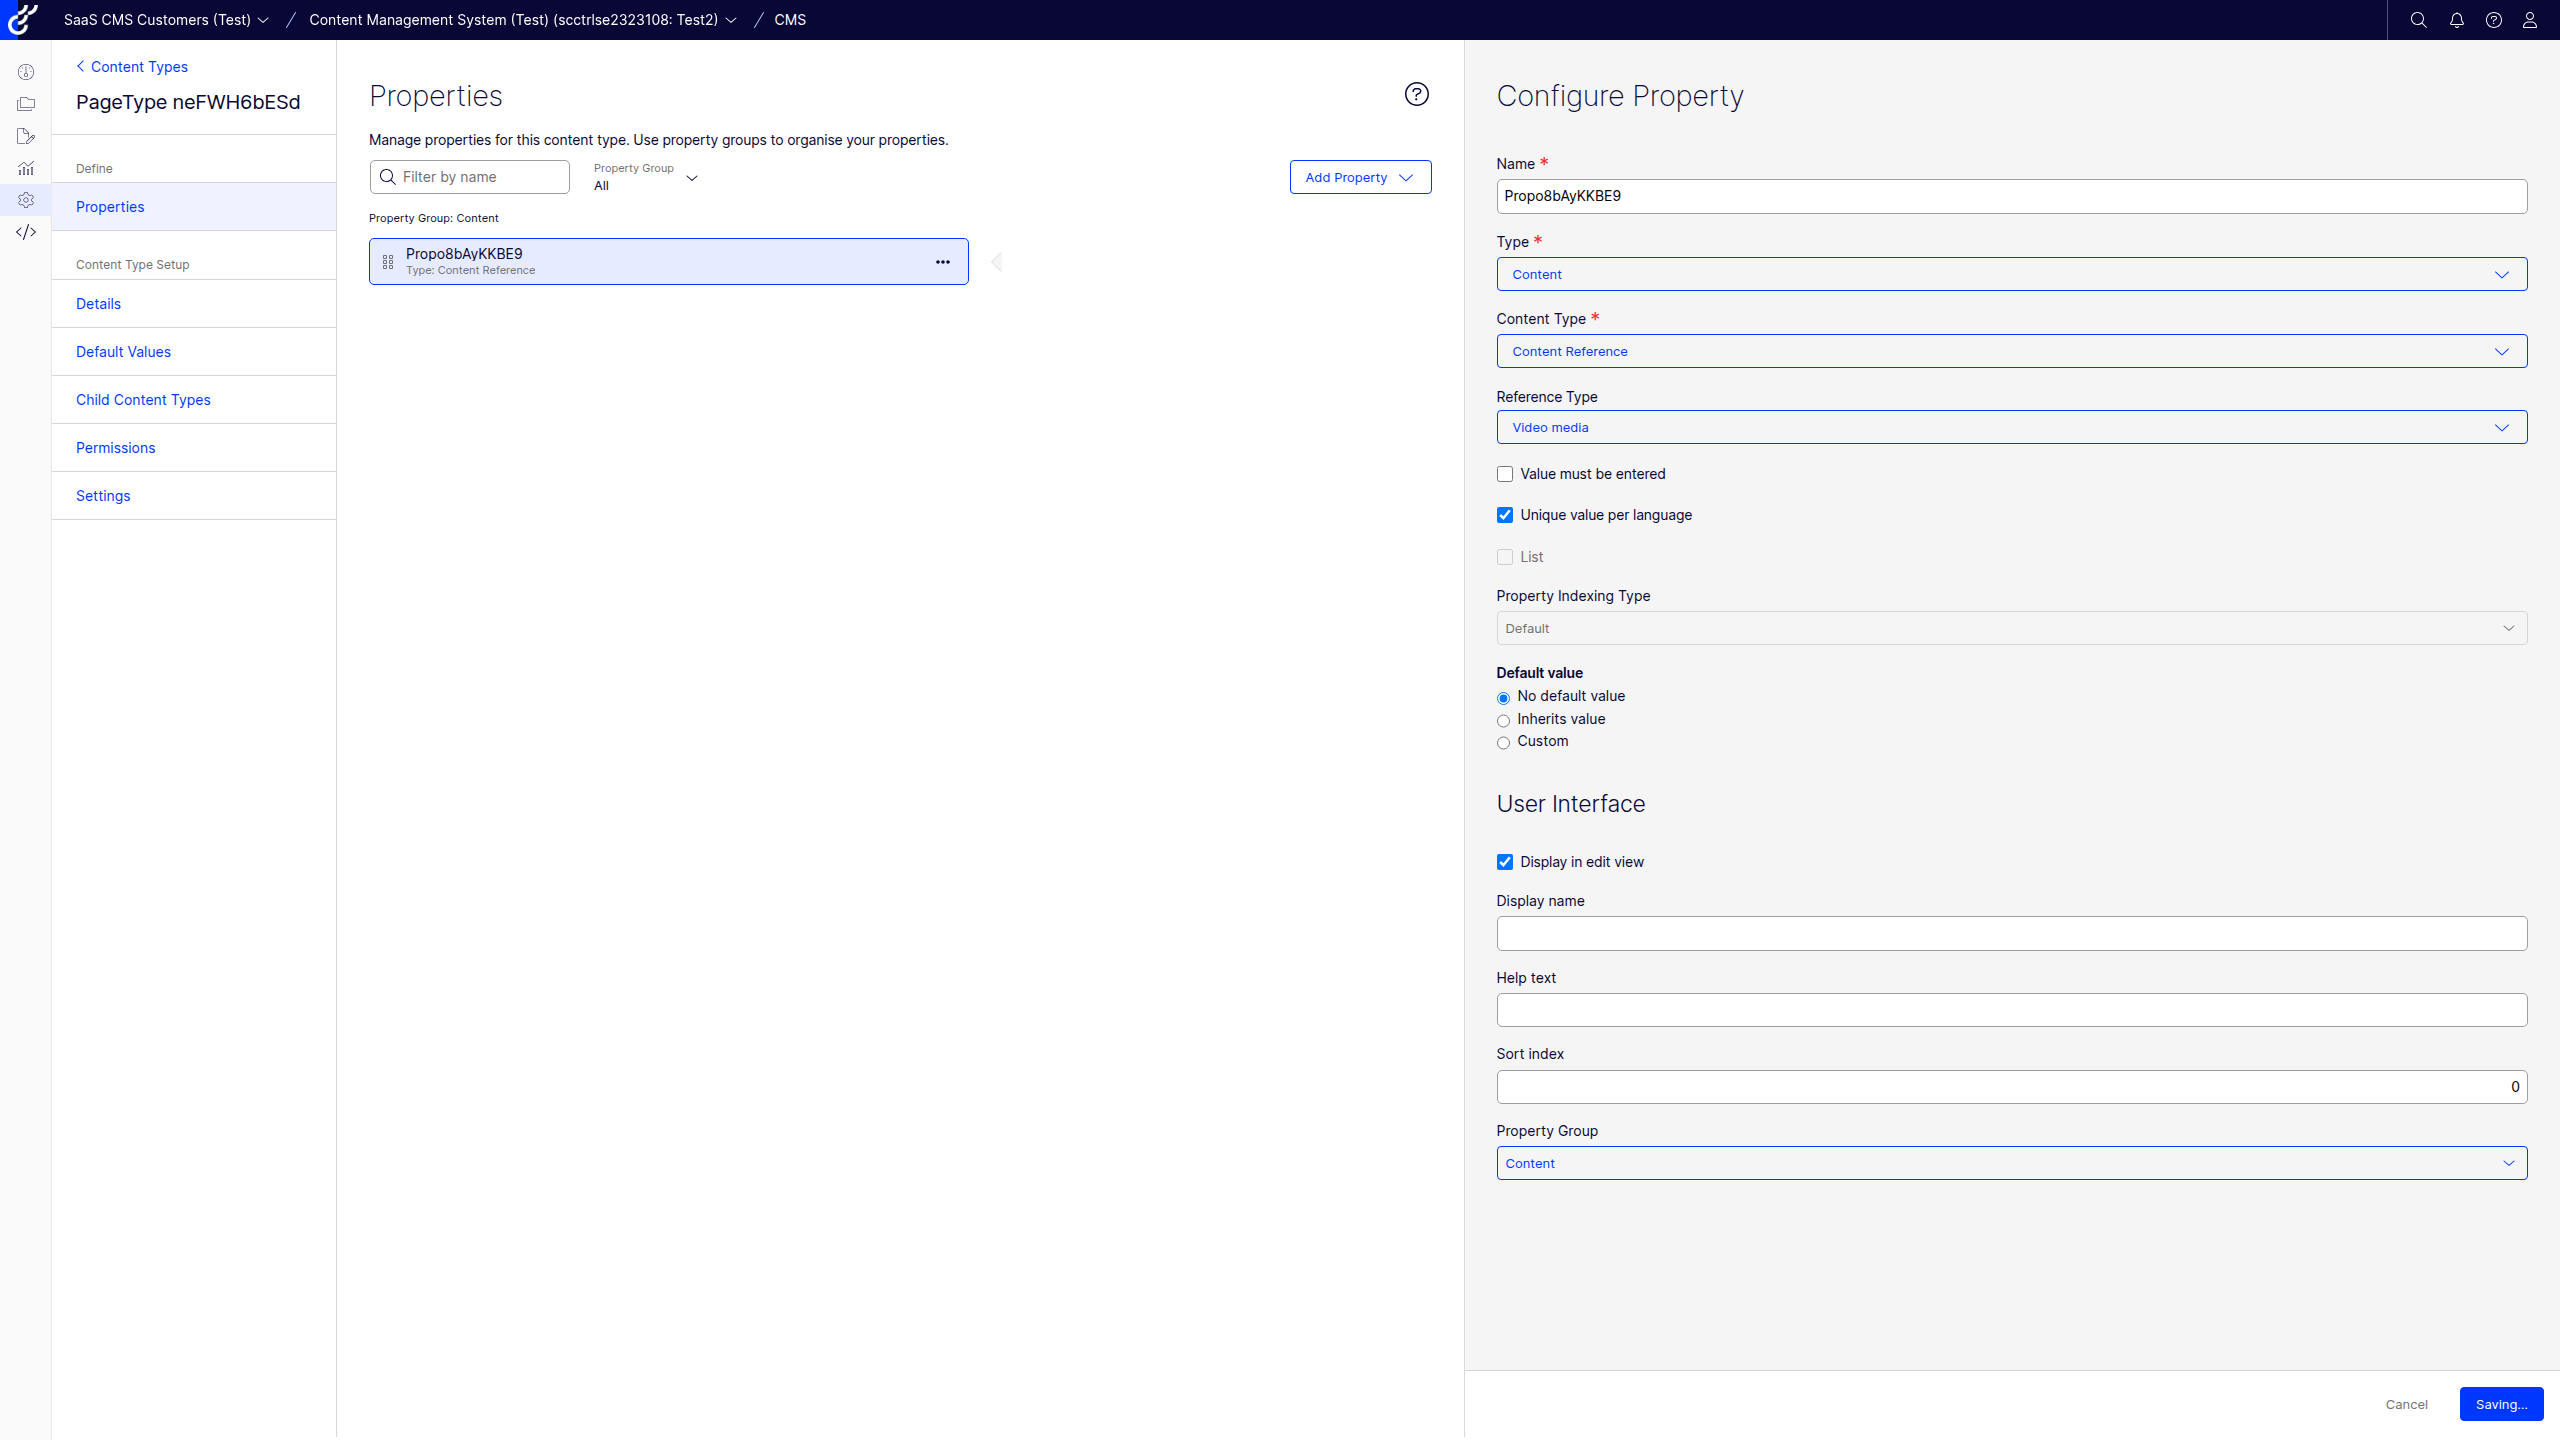 SaaS CMS Customers (Test) / Content Management System (Test) (scctrlse2323108: Test2) / CMS
Content Types
PageType neFWH6bESd
Define
Properties
Content Type Setup
Details
Default Values
Child Content Types
Permissions
Settings
Properties
Manage properties for this content type. Use property groups to organise your properties.
Filter by name
Property Group
All
Add Property
Property Group: Content
Propo8bAyKKBE9
Type: Content Reference
Configure Property
Name *
Propo8bAyKKBE9
Type *
Content
Content Type *
Content Reference
Reference Type
Video media
Value must be entered
Unique value per language
List
Property Indexing Type
Default
Default value
No default value
Inherits value
Custom
User Interface
Display in edit view
Display name
Help text
Sort index
0
Property Group
Content
Cancel
Saving...